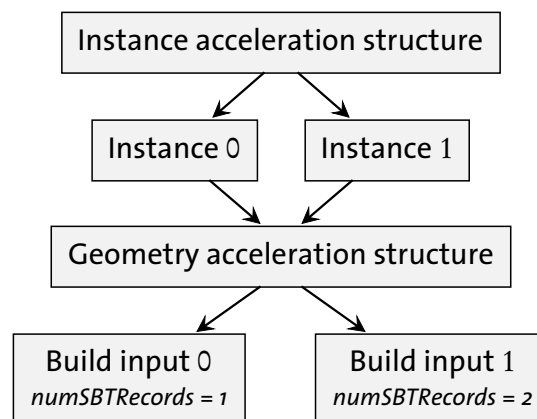 Instance acceleration structure
Instance 0
Instance 1
Geometry acceleration structure
Build input 0
numSBTRecords = 1
Build input 1
numSBTRecords = 2